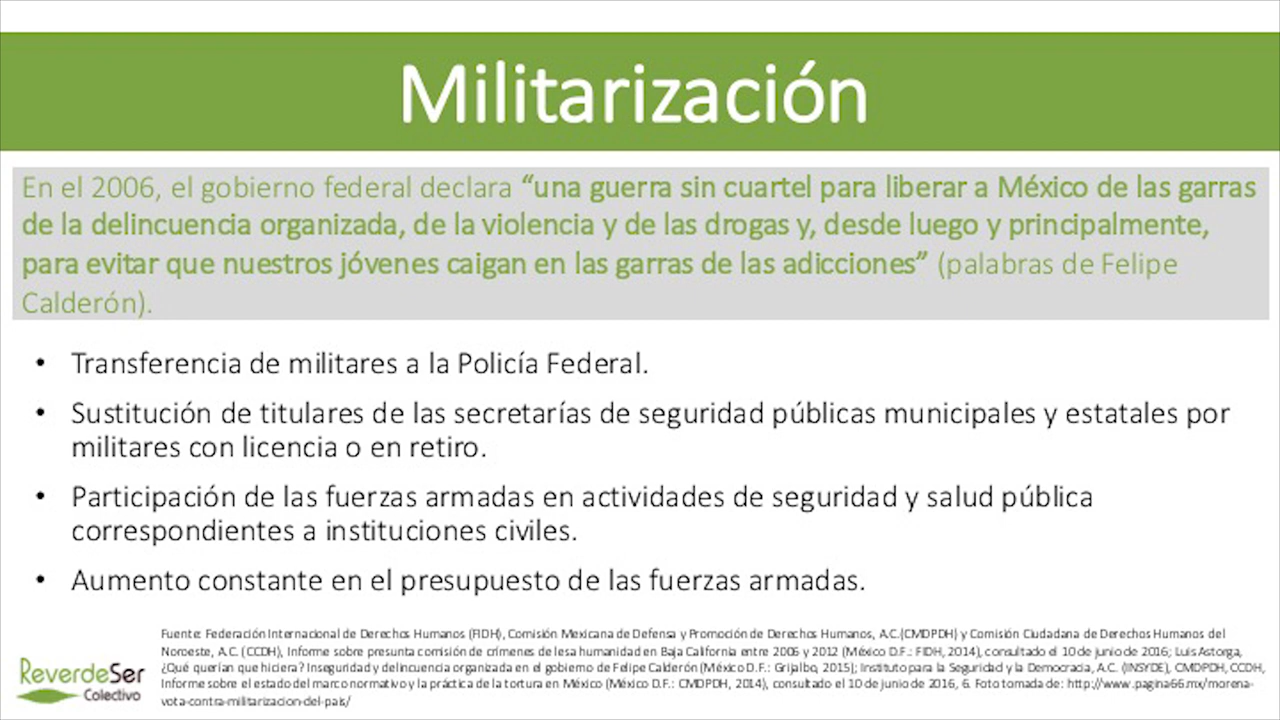 Militarización
En el 2006, el gobierno federal declara “una guerra sin cuartel para liberar a México de las garras
de la delincuencia organizada, de la violencia y de las drogas y, desde luego y principalmente,
para evitar que nuestros jóvenes caigan en las garras de las adicciones” (palabras de Felipe
Calderón).
• Transferencia de militares a la Policía Federal.
• Sustitución de titulares de las secretarías de seguridad públicas municipales y estatales por
militares con licencia o en retiro.
• Participación de las fuerzas armadas en actividades de seguridad y salud pública
correspondientes a instituciones civiles.
• Aumento constante en el presupuesto de las fuerzas armadas.
Fuente: Federación Internacional de Derechos Humanos (FIDH), Comisión Mexicana de Defensa y Promoción de Derechos Humanos, A.C.(CMDPDH) y Comisión Ciudadana de Derechos Humanos del
Noroeste, A.C. (CCDH), Informe sobre presunta comisión de crímenes de lesa humanidad en Baja California entre 2006 y 2012 (México D.F.: FIDH, 2014), consultado el 10 de junio de 2016; Luis Astorga,
¿Qué querían que hiciera? Inseguridad y delincuencia organizada en el gobierno de Felipe Calderón (México D.F.: Grijalbo, 2015); Instituto para la Seguridad y la Democracia, A.C. (INSYDE), CMDPDH, CCDH,
Informe sobre el estado del marco normativo y la práctica de la tortura en México (México D.F.: CMDPDH, 2014), consultado el 10 de junio de 2016, 6. Foto tomada de: http://www.pagina66.mx/morena-
vota-contra-militarizacion-del-pais/
ReverdeSer
Colectivo